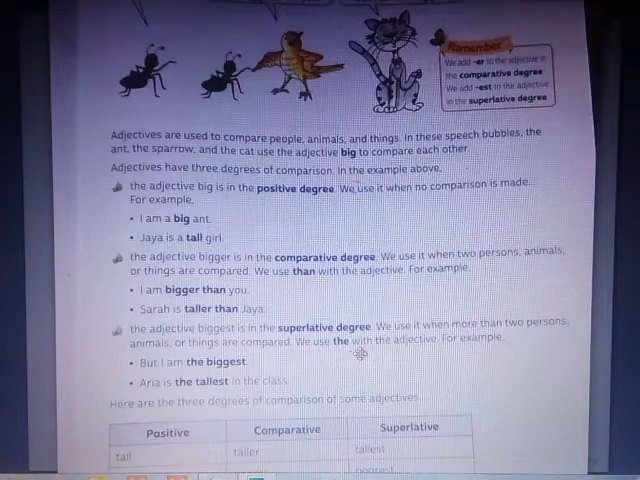 Remember
We add -er to the adjective in
the comparative degree.
We add -est to the adjective
in the superlative degree.
Adjectives are used to compare people, animals, and things. In these speech bubbles, the
ant, the sparrow, and the cat use the adjective big to compare each other.
Adjectives have three degrees of comparison. In the example above,
the adjective big is in the positive degree. We use it when no comparison is made.
For example,
• I am a big ant.
• Jaya is a tall girl.
the adjective bigger is in the comparative degree. We use it when two persons, animals,
or things are compared. We use than with the adjective. For example,
• I am bigger than you.
• Sarah is taller than Jaya.
the adjective biggest is in the superlative degree. We use it when more than two persons,
animals, or things are compared. We use the with the adjective. For example,
• But I am the biggest.
• Aria is the tallest in the class.
Here are the three degrees of comparison of some adjectives.
Positive Comparative Superlative
tall taller tallest